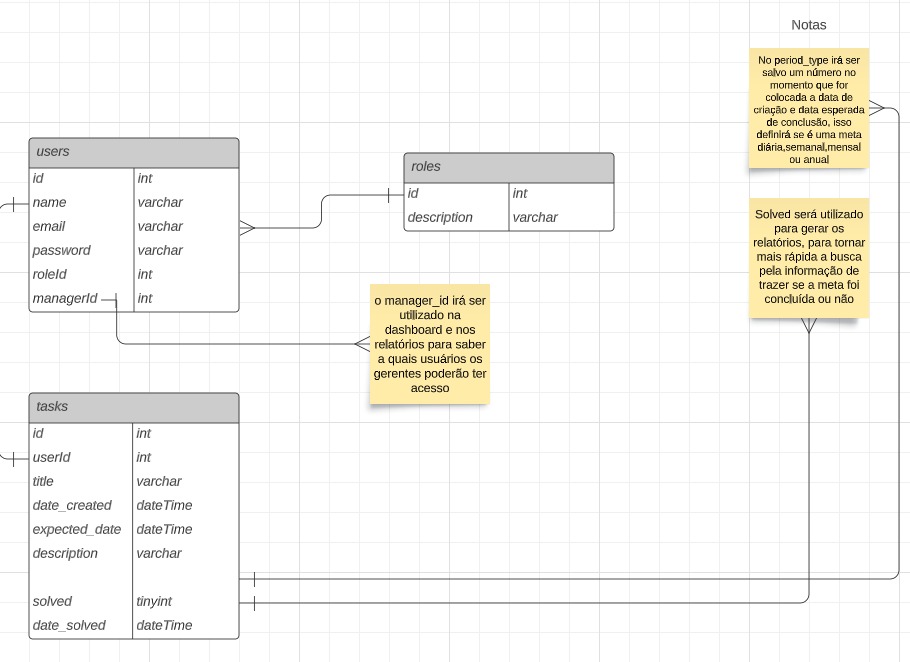 Notas
No period_type irá ser
salvo um número no
momento que for
colocada a data de
criação e data esperada
de conclusão, isso
definirá se é uma meta
diária,semanal,mensal
ou anual
users
id int
name varchar
email varchar
password varchar
roleId int
managerId int
roles
id int
description varchar
Solved será utilizado
para gerar os
relatórios, para tornar
mais rápida a busca
pela informação de
trazer se a meta foi
concluída ou não
o manager_id irá ser
utilizado na
dashboard e nos
relatórios para saber
a quais usuários os
gerentes poderão ter
acesso
tasks
id int
userId int
title varchar
date_created dateTime
expected_date dateTime
description varchar
solved tinyint
date_solved dateTime